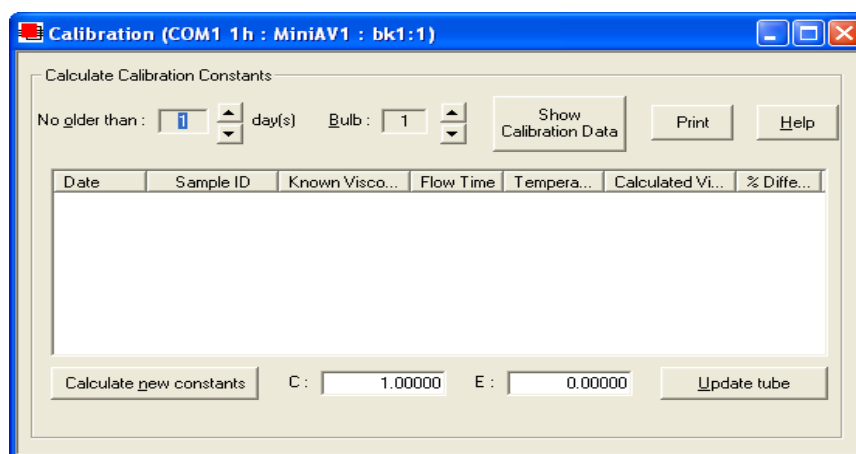 Calibration (COM1 1h : MiniAV1 : bk1:1)
Calculate Calibration Constants
No older than : 1 day(s) Bulb : 1 Show Calibration Data Print Help
Date Sample ID Known Visco... Flow Time Tempera... Calculated Vi... % Diffe...
Calculate new constants C : 1.00000 E : 0.00000 Update tube